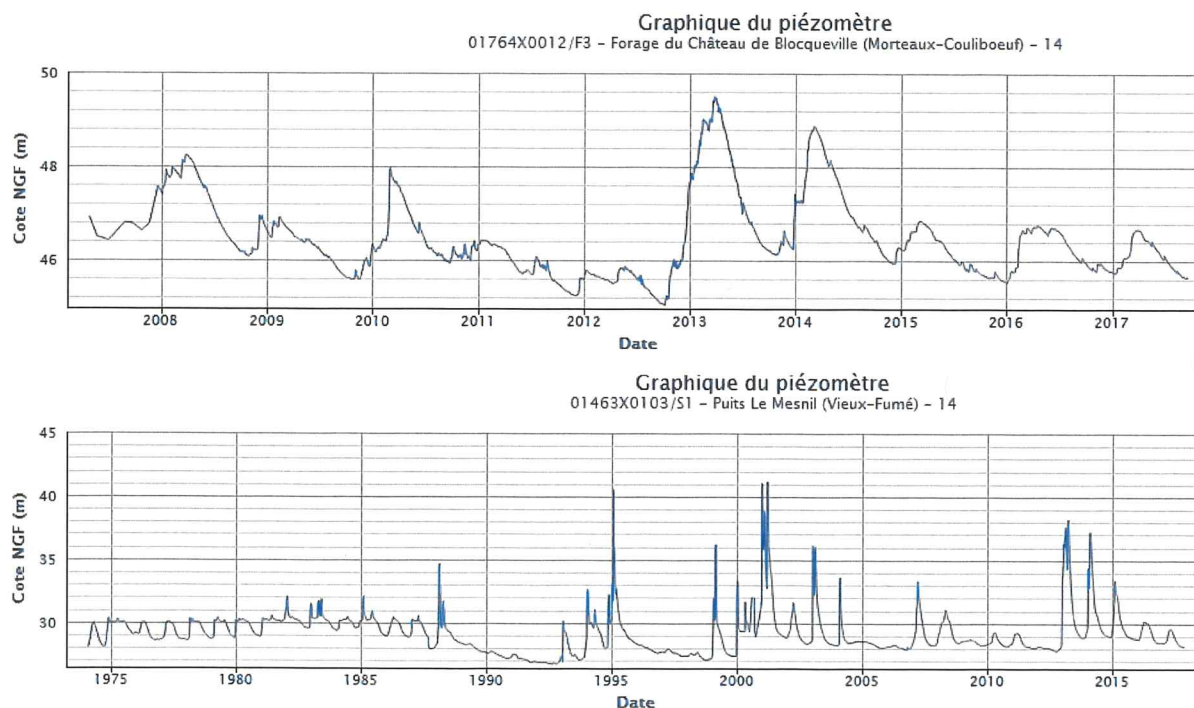 Graphique du piézomètre
01764X0012/F3 - Forage du Château de Blocqueville (Morteaux-Couliboeuf) - 14
50
48
46
Cote NGF (m)
2008 2009 2010 2011 2012 2013 2014 2015 2016 2017
Date
Graphique du piézomètre
01463X0103/S1 - Puits Le Mesnil (Vieux-Fumé) - 14
45
40
35
30
Cote NGF (m)
1975 1980 1985 1990 1995 2000 2005 2010 2015
Date